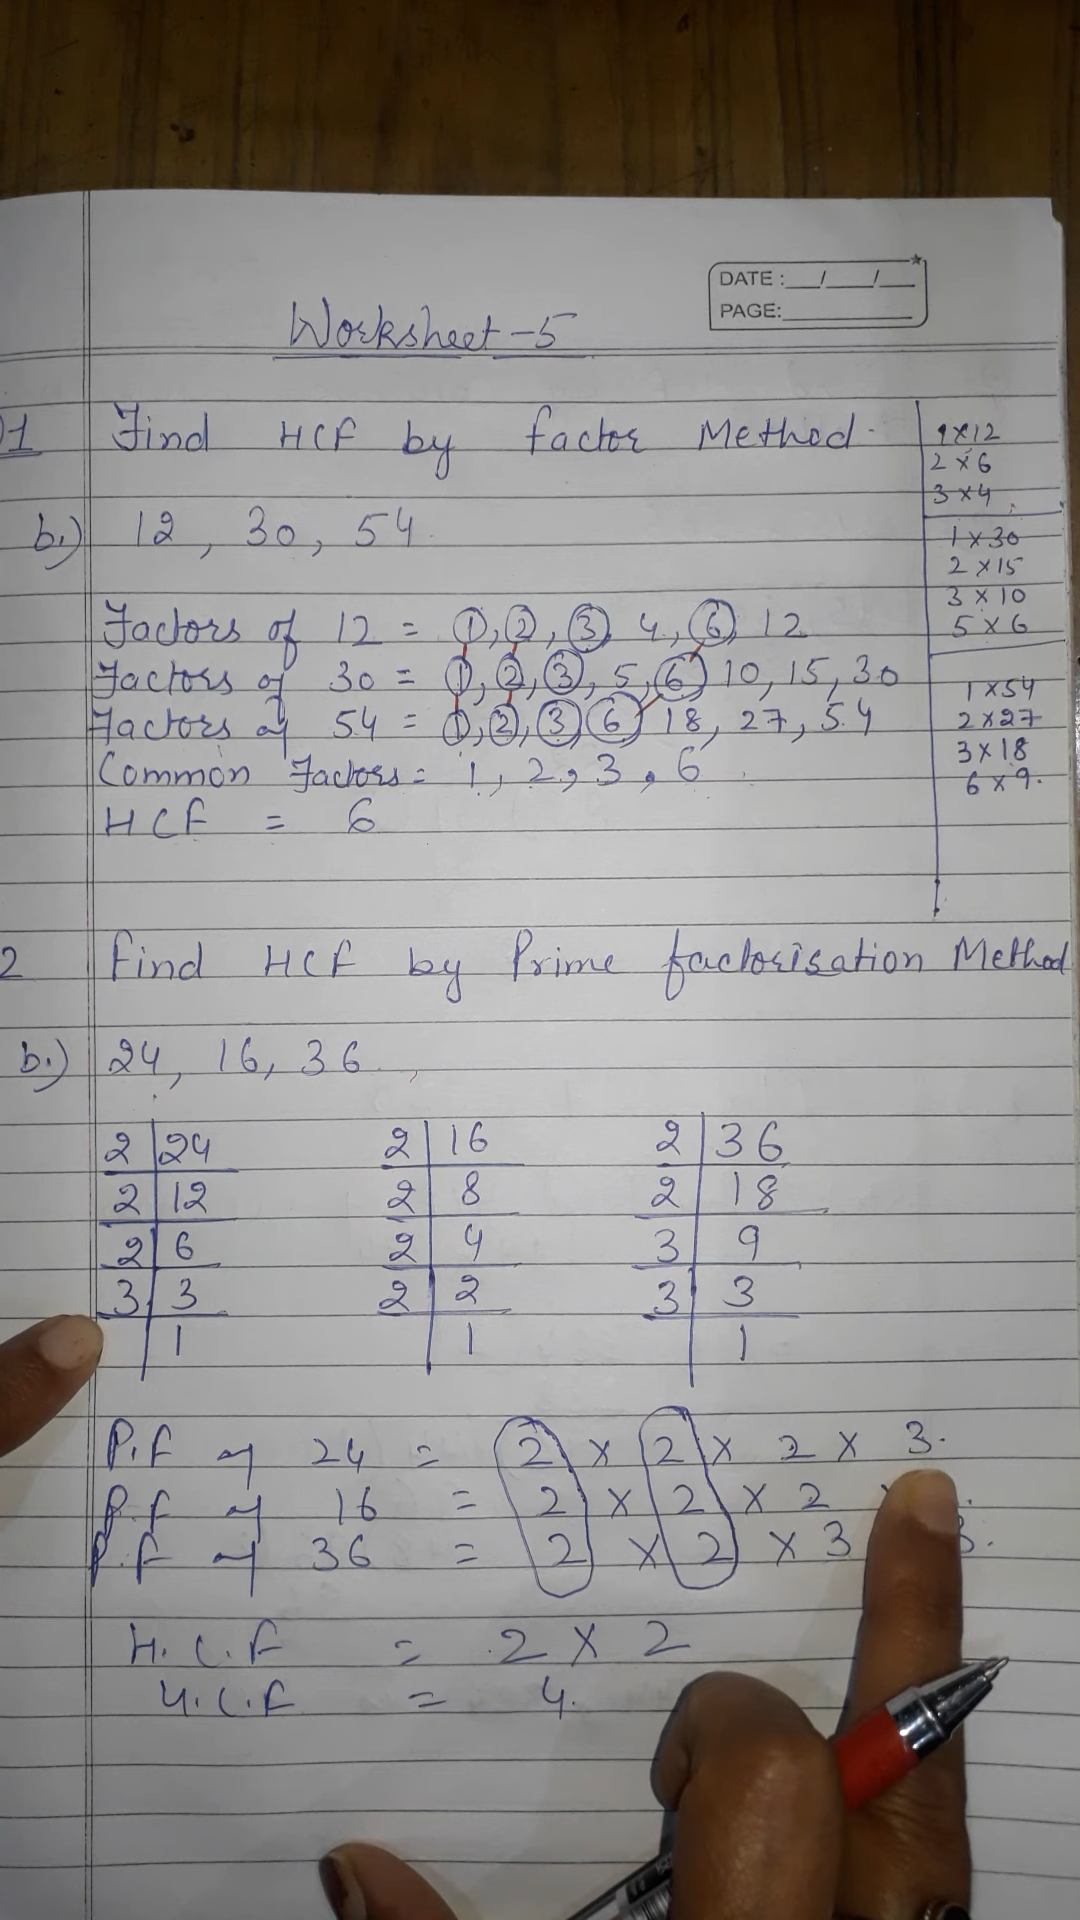 DATE: __/__/__
PAGE:
Worksheet-5
Q1 Find HCF by factor Method.
b.) 12, 30, 54.
Factors of 12 = 1, 2, 3, 4, 6, 12
Factors of 30 = 1, 2, 3, 5, 6, 10, 15, 30
Factors of 54 = 1, 2, 3, 6, 18, 27, 54
Common Factors = 1, 2, 3, 6.
HCF = 6
1×12
2×6
3×4
1×30
2×15
3×10
5×6
1×54
2×27
3×18
6×9.
2 Find HCF by Prime factorisation Method
b.) 24, 16, 36.
2 | 24 2 | 16 2 | 36
2 | 12 2 | 8 2 | 18
2 | 6 2 | 4 3 | 9
3 | 3 2 | 2 3 | 3
| 1 | 1 | 1
P.F of 24 = 2 × 2 × 2 × 3.
P.F of 16 = 2 × 2 × 2
P.F of 36 = 2 × 2 × 3 3.
H.C.F = 2 × 2
H.C.F = 4.